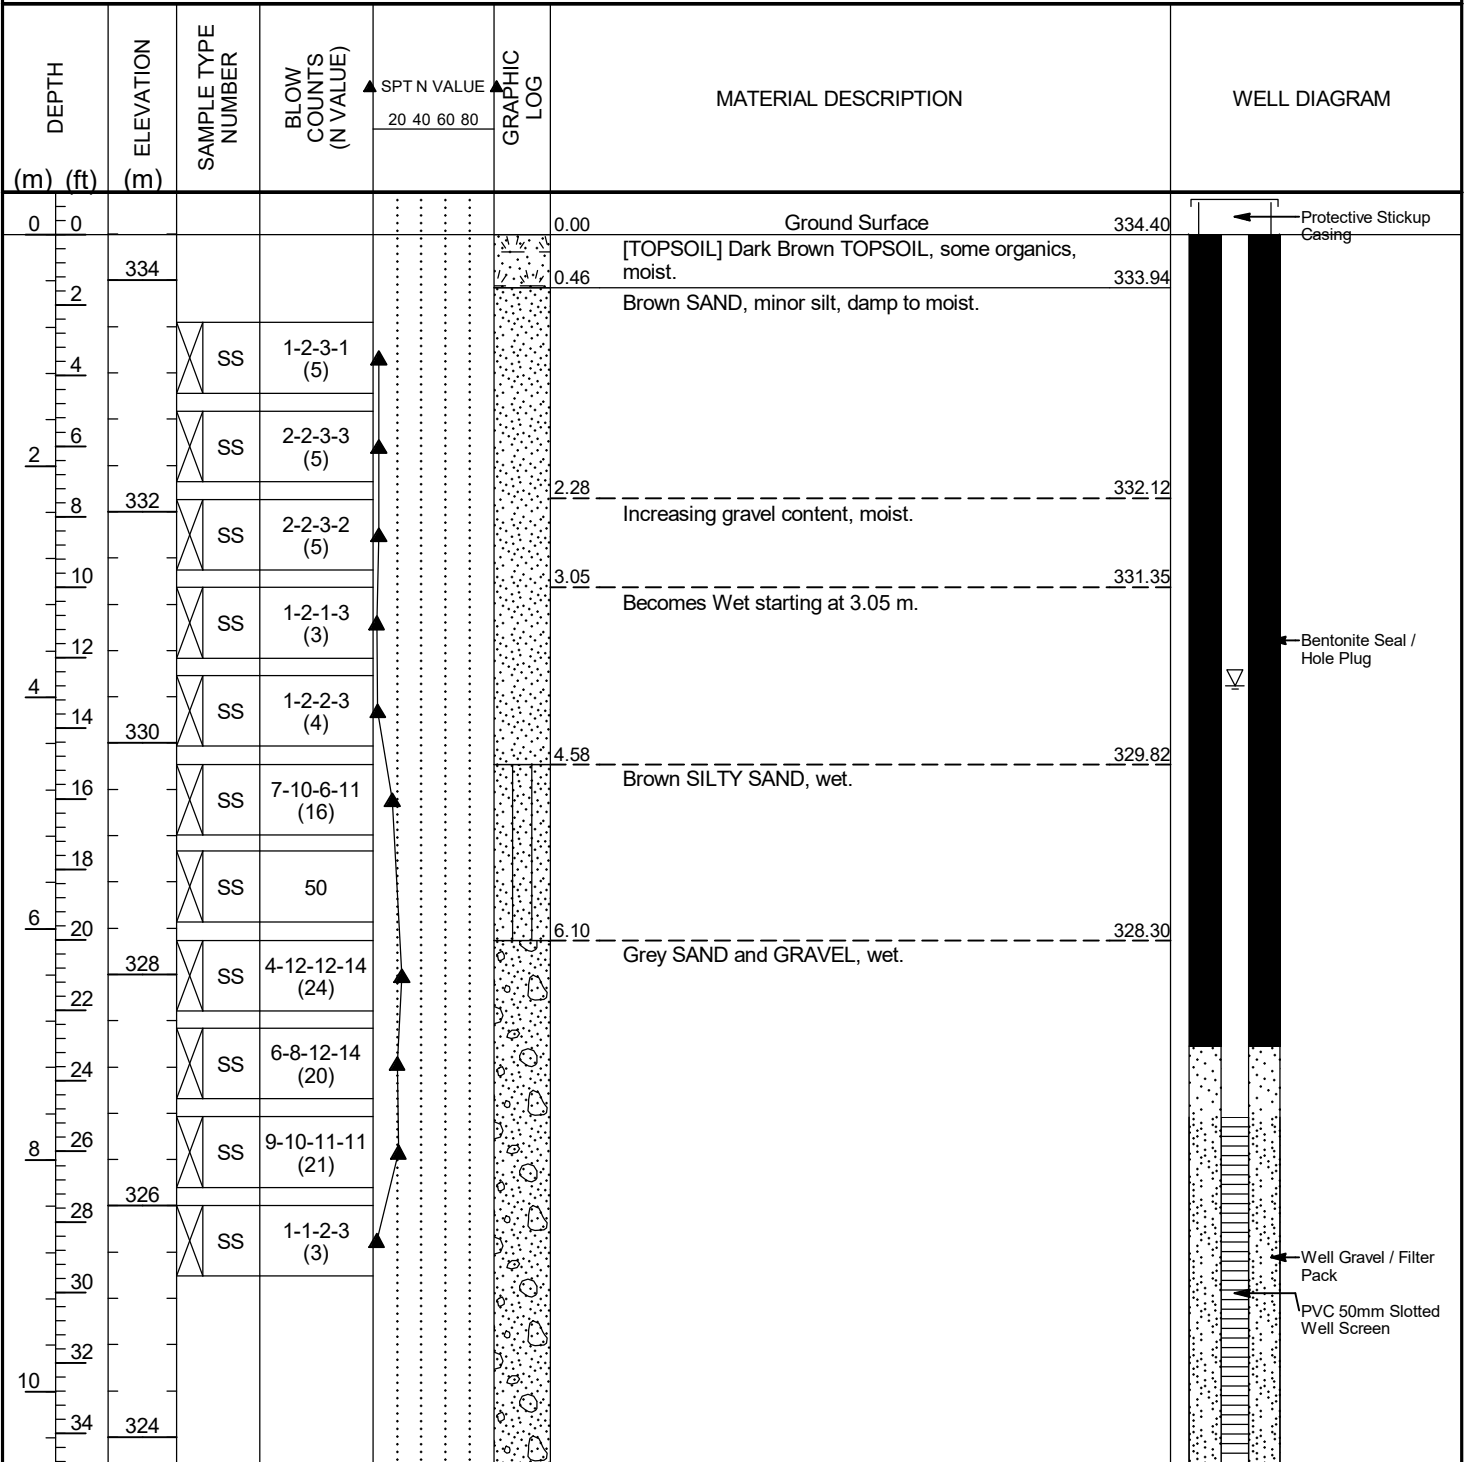 DEPTH
(m) (ft)
ELEVATION
(m)
SAMPLE TYPE
NUMBER
BLOW
COUNTS
(N VALUE)
SPT N VALUE
20 40 60 80
GRAPHIC
LOG
MATERIAL DESCRIPTION
WELL DIAGRAM
0 0
0.00 Ground Surface 334.40
Protective Stickup
Casing
[TOPSOIL] Dark Brown TOPSOIL, some organics,
moist.
334
0.46 333.94
2
Brown SAND, minor silt, damp to moist.
SS
1-2-3-1
(5)
4
SS
2-2-3-3
(5)
6
2
2.28 332.12
332
8
Increasing gravel content, moist.
SS
2-2-3-2
(5)
10
3.05 331.35
Becomes Wet starting at 3.05 m.
SS
1-2-1-3
(3)
12
Bentonite Seal /
Hole Plug
4
SS
1-2-2-3
(4)
14
330
4.58 329.82
Brown SILTY SAND, wet.
16
SS
7-10-6-11
(16)
18
SS
50
6
20
6.10 328.30
Grey SAND and GRAVEL, wet.
328
SS
4-12-12-14
(24)
22
SS
6-8-12-14
(20)
24
8
26
SS
9-10-11-11
(21)
326
28
SS
1-1-2-3
(3)
Well Gravel / Filter
Pack
30
PVC 50mm Slotted
Well Screen
32
10
34
324